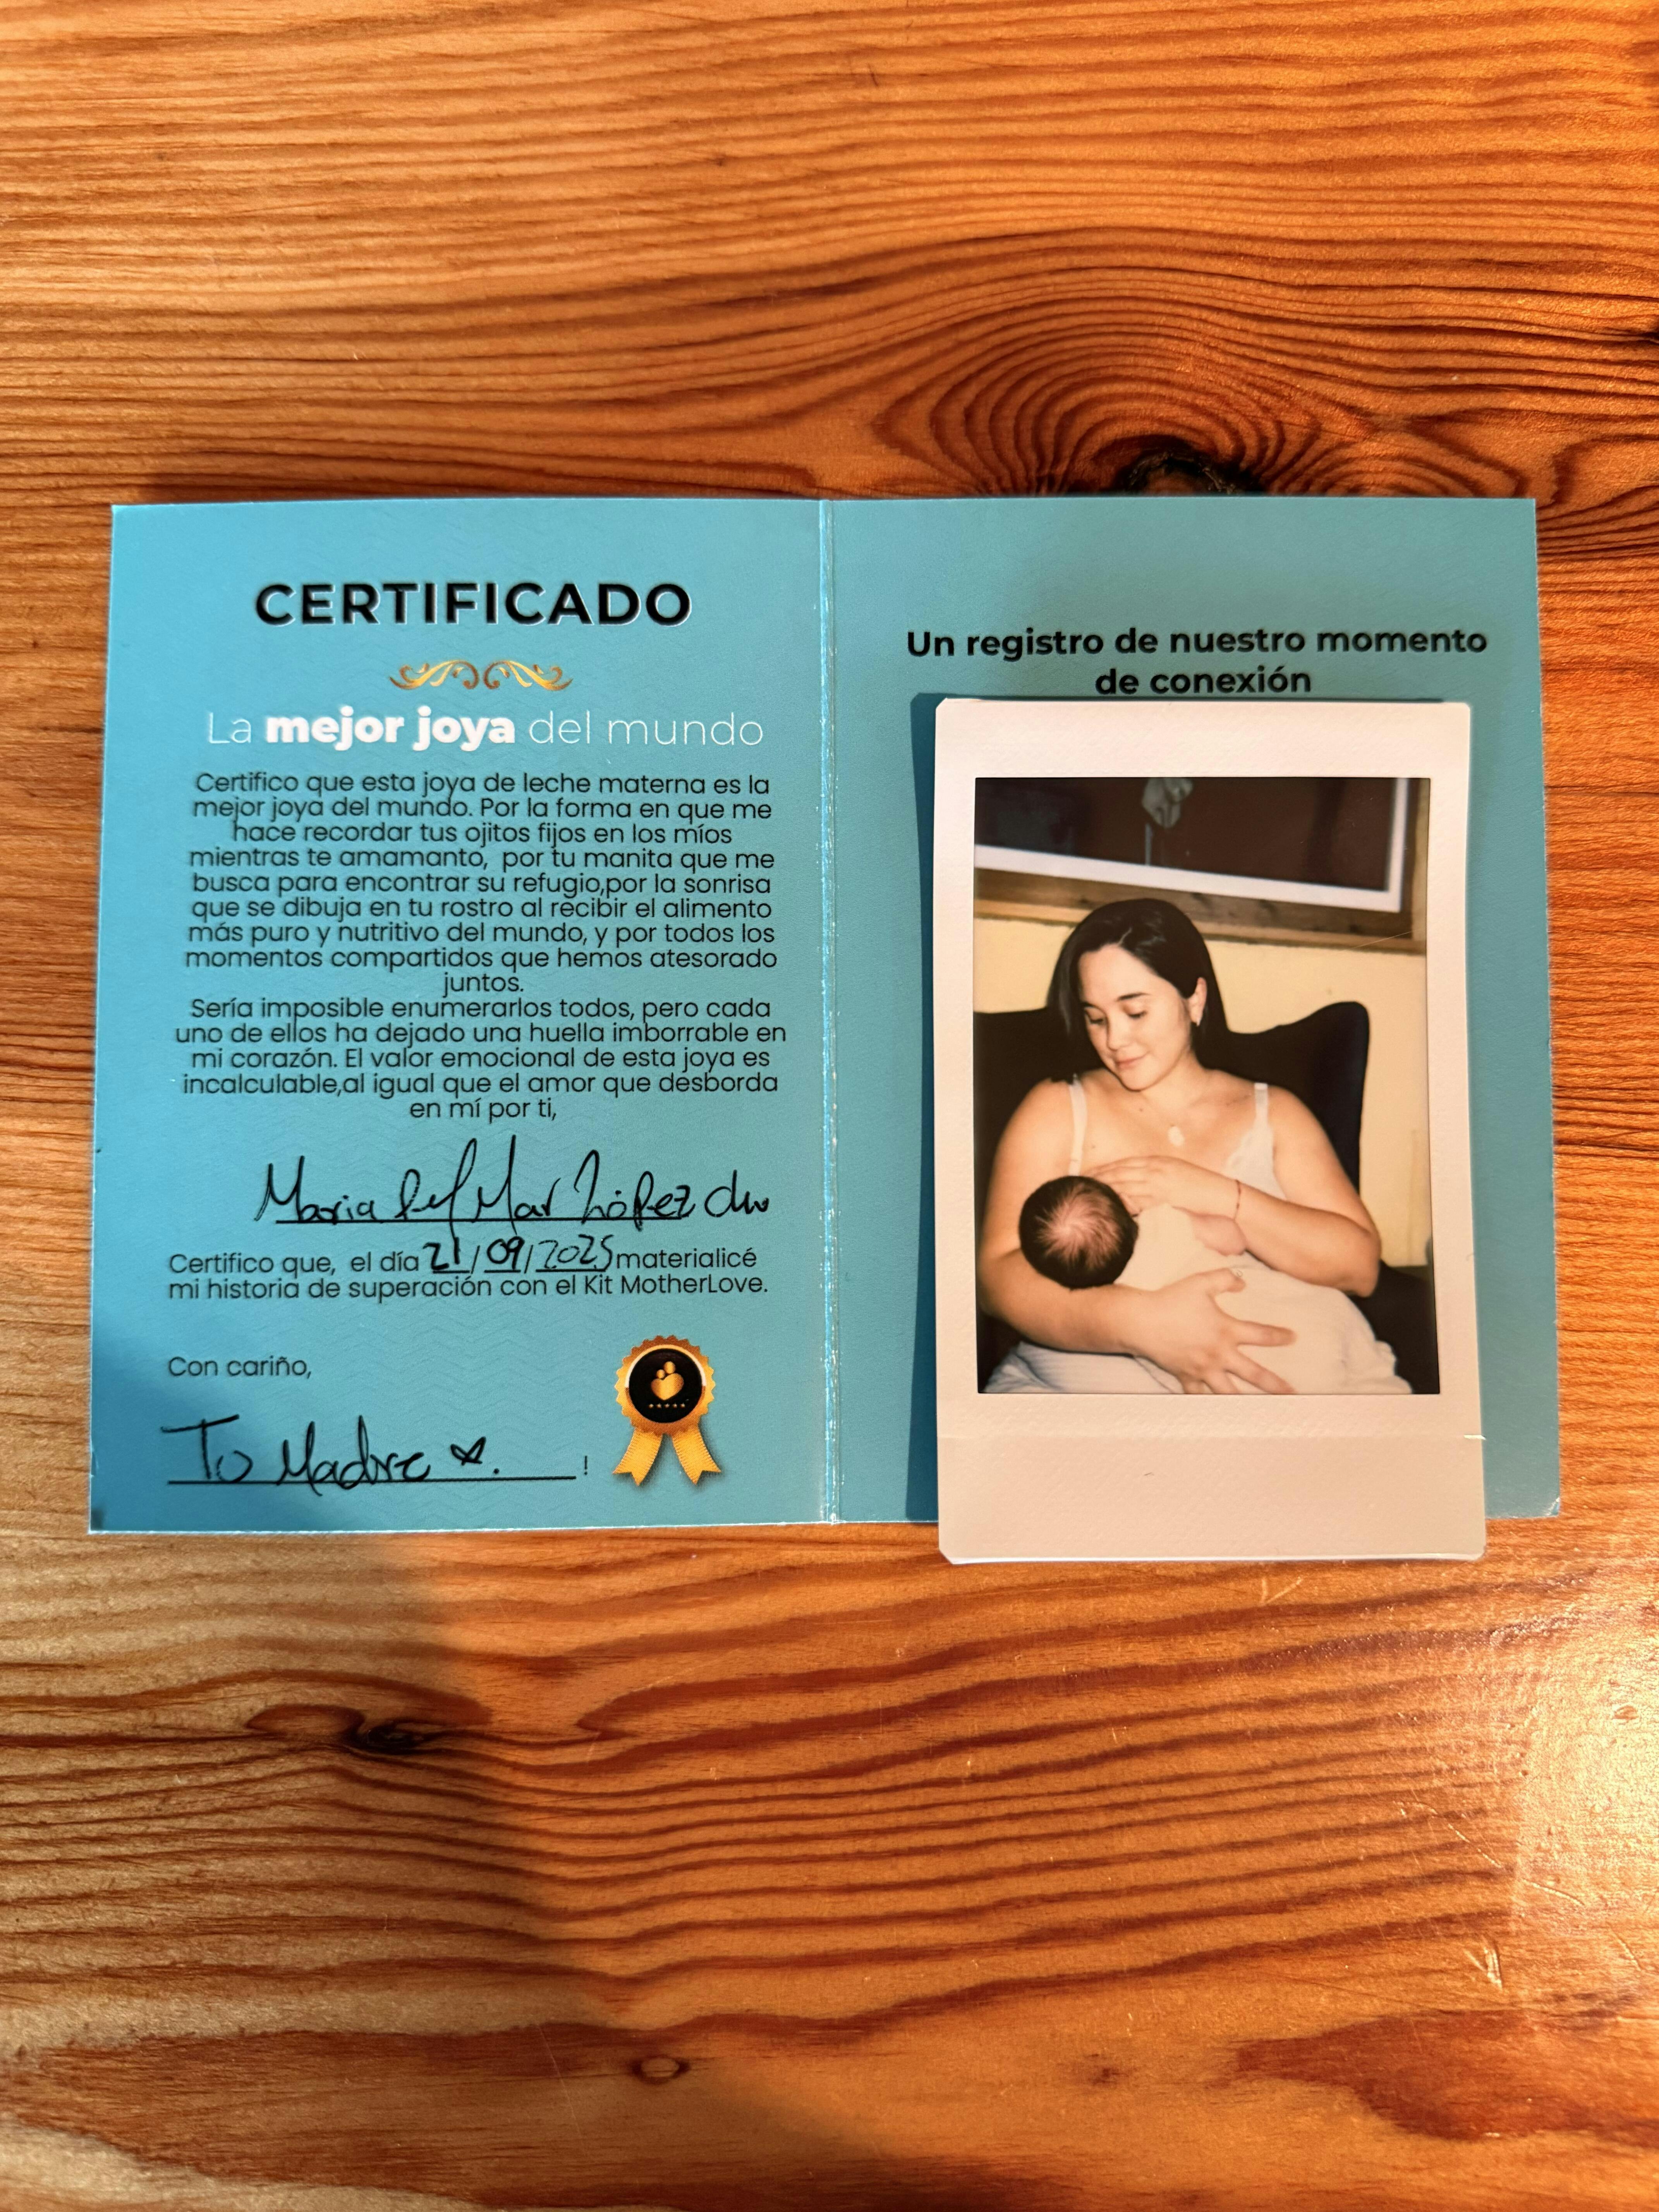 CERTIFICADO
La mejor joya del mundo
Certifico que esta joya de leche materna es la
mejor joya del mundo. Por la forma en que me
hace recordar tus ojitos fijos en los míos
mientras te amamanto, por tu manita que me
busca para encontrar su refugio,por la sonrisa
que se dibuja en tu rostro al recibir el alimento
más puro y nutritivo del mundo, y por todos los
momentos compartidos que hemos atesorado
juntos.
Sería imposible enumerarlos todos, pero cada
uno de ellos ha dejado una huella imborrable en
mi corazón. El valor emocional de esta joya es
incalculable,al igual que el amor que desborda
en mí por ti,
Maria del Mar López
Certifico que, el día 21/09/2025 materialicé
mi historia de superación con el Kit MotherLove.
Con cariño,
Tu Madre !
Un registro de nuestro momento
de conexión